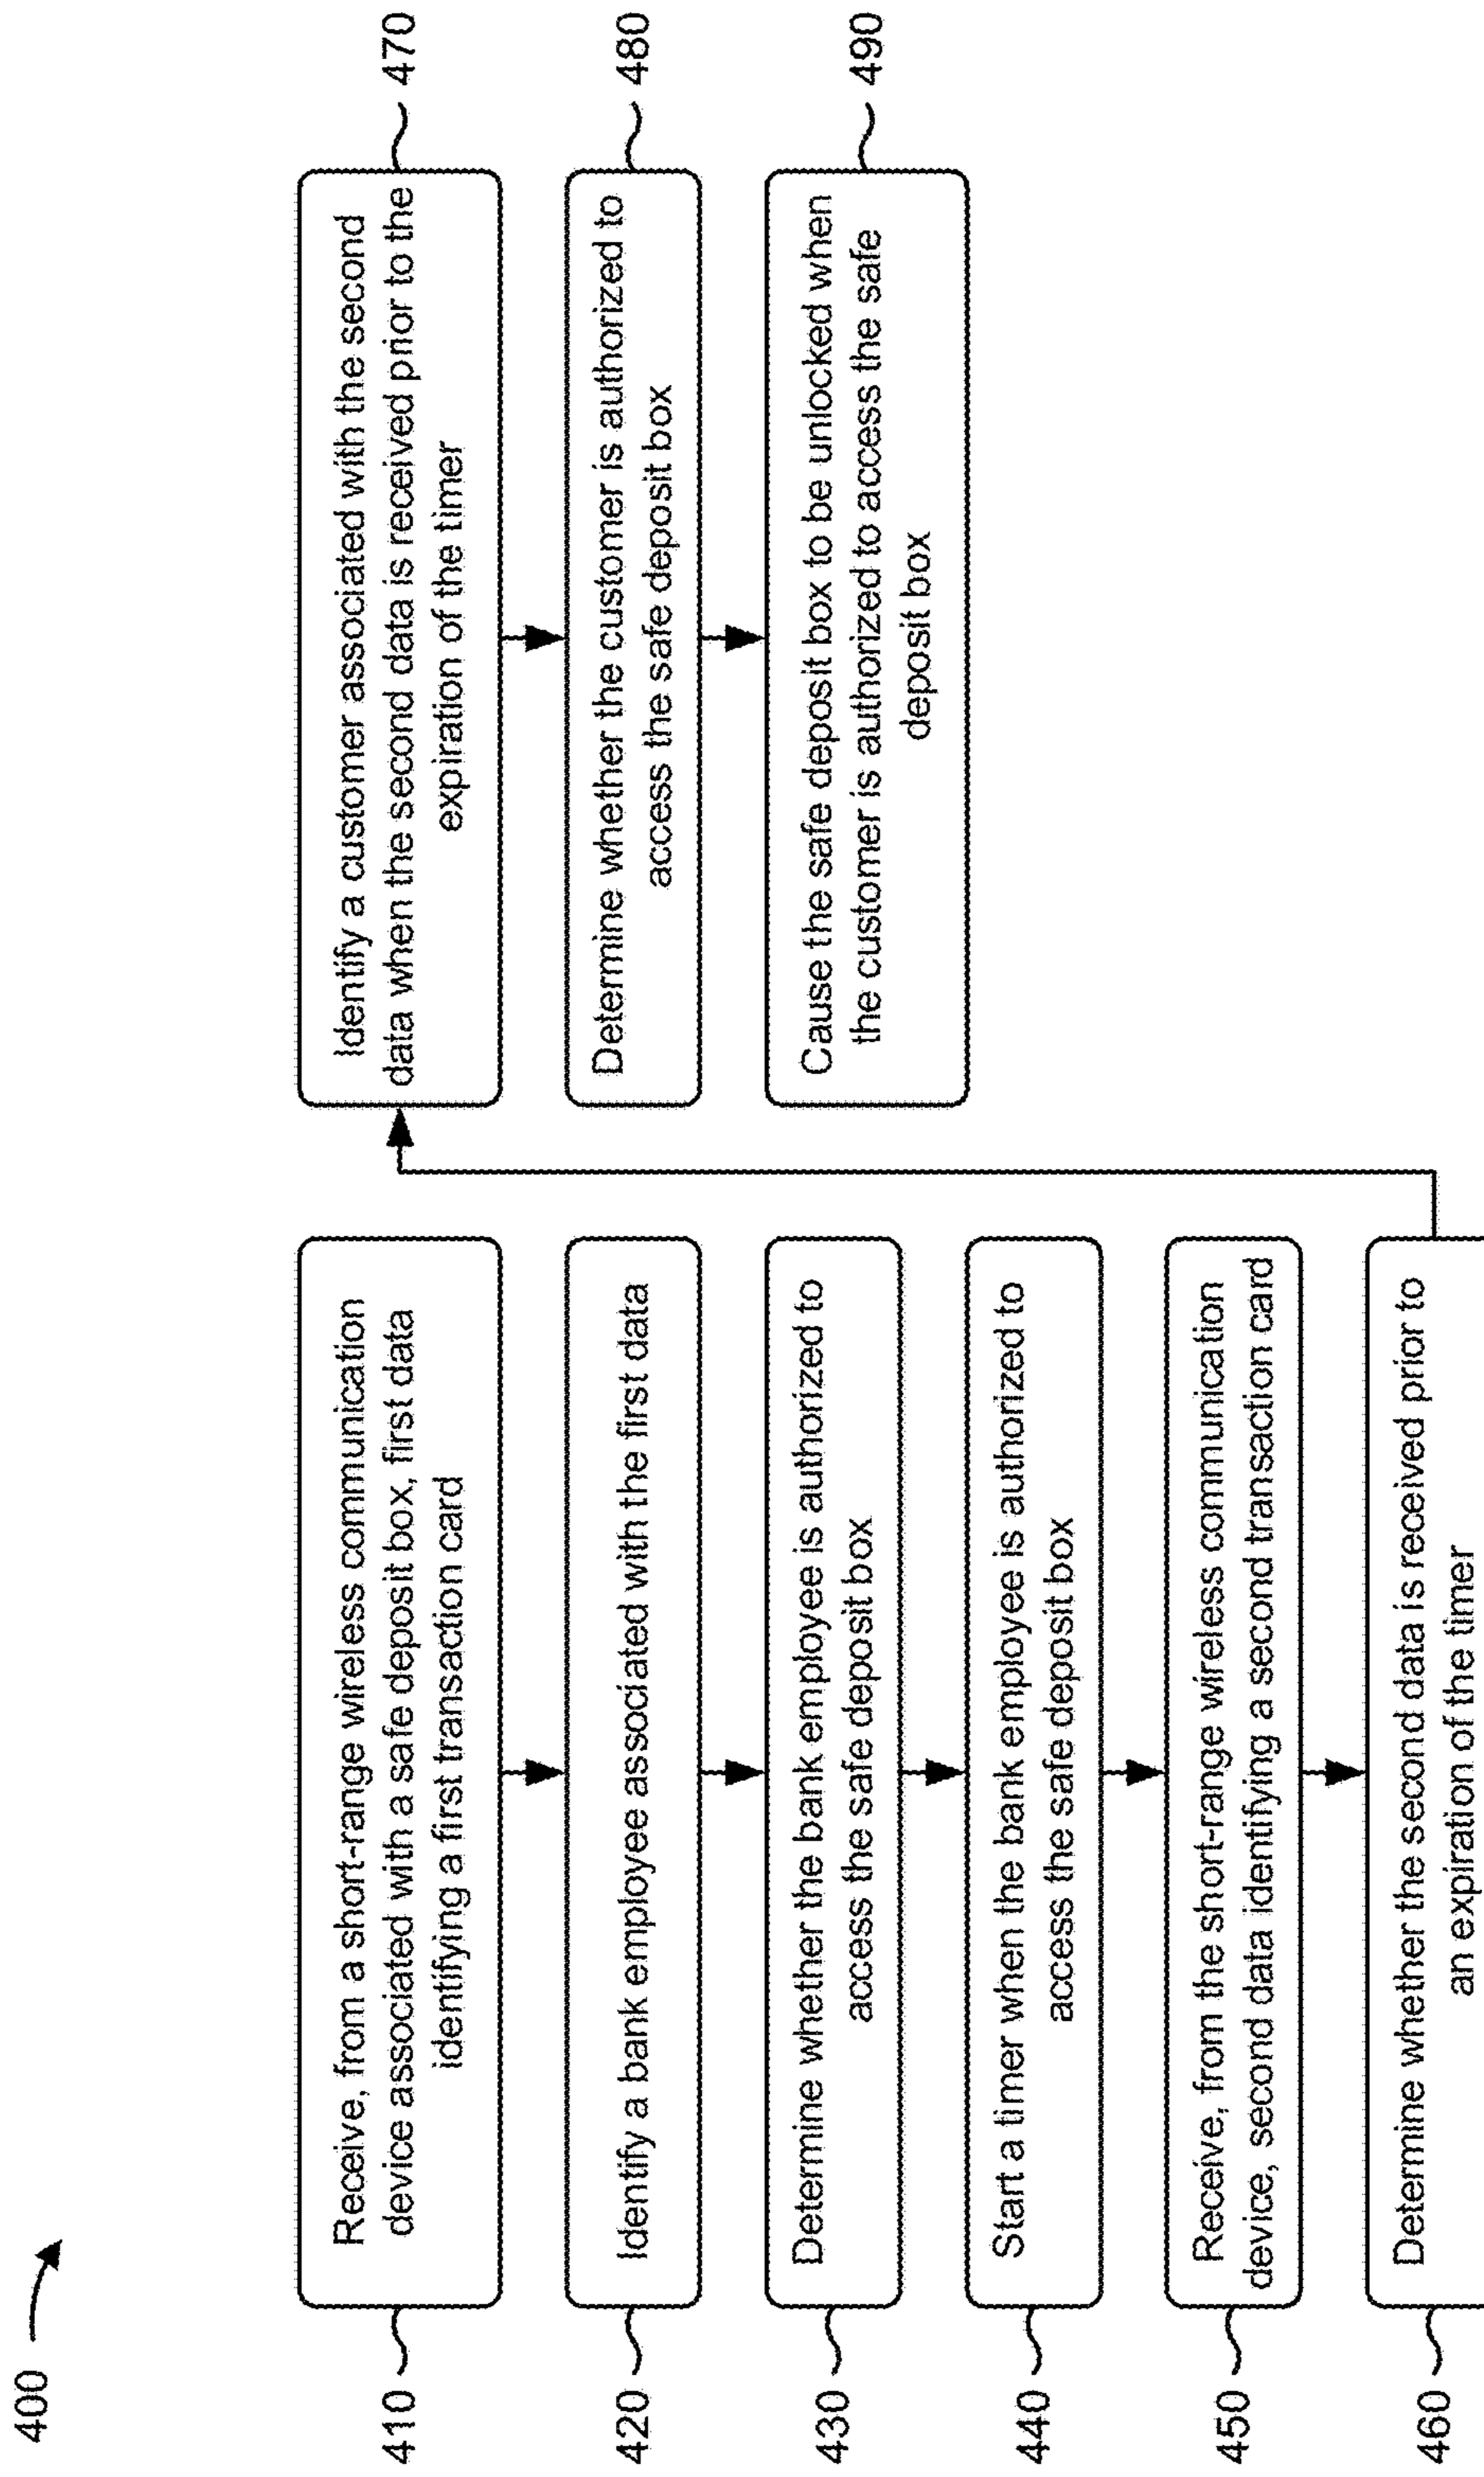 400
410
Receive, from a short-range wireless communication
device associated with a safe deposit box, first data
identifying a first transaction card
420
Identify a bank employee associated with the first data
430
Determine whether the bank employee is authorized to
access the safe deposit box
440
Start a timer when the bank employee is authorized to
access the safe deposit box
450
Receive, from the short-range wireless communication
device, second data identifying a second transaction card
460
Determine whether the second data is received prior to
an expiration of the timer
470
Identify a customer associated with the second
data when the second data is received prior to the
expiration of the timer
480
Determine whether the customer is authorized to
access the safe deposit box
490
Cause the safe deposit box to be unlocked when
the customer is authorized to access the safe
deposit box